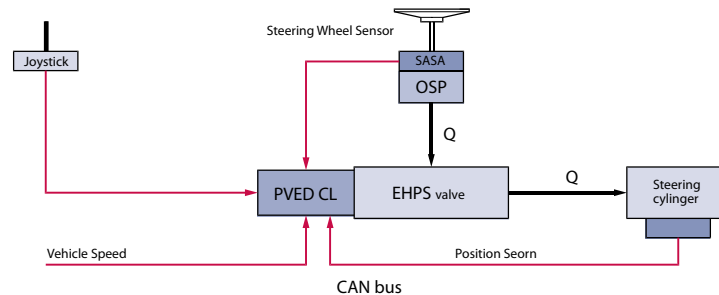 Steering Wheel Sensor
Joystick
SASA
OSP
Q
PVED CL
EHPS valve
Q
Steering
cylinger
Vehicle Speed
Position Seorn
CAN bus